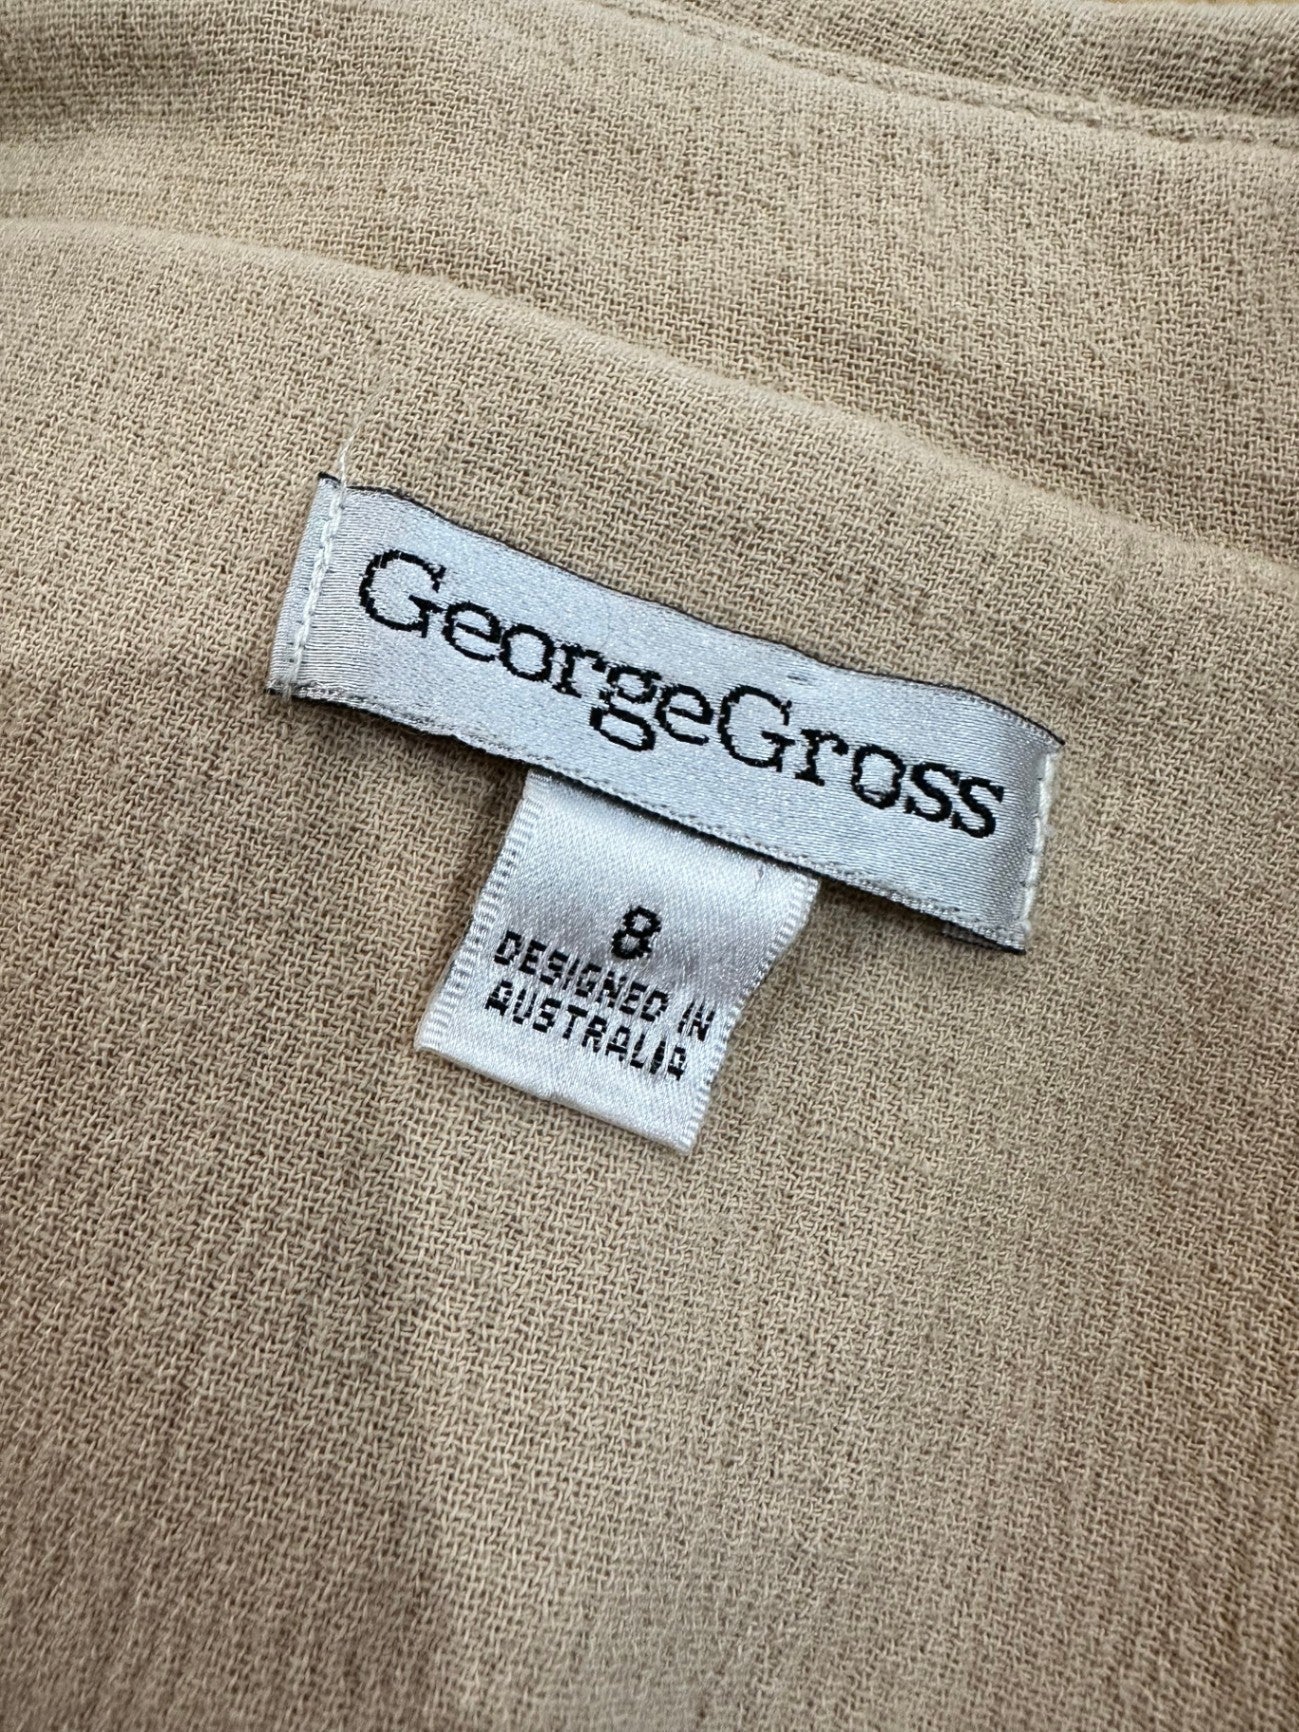 GeorgeGross
8
DESIGNED IN
AUSTRALIA